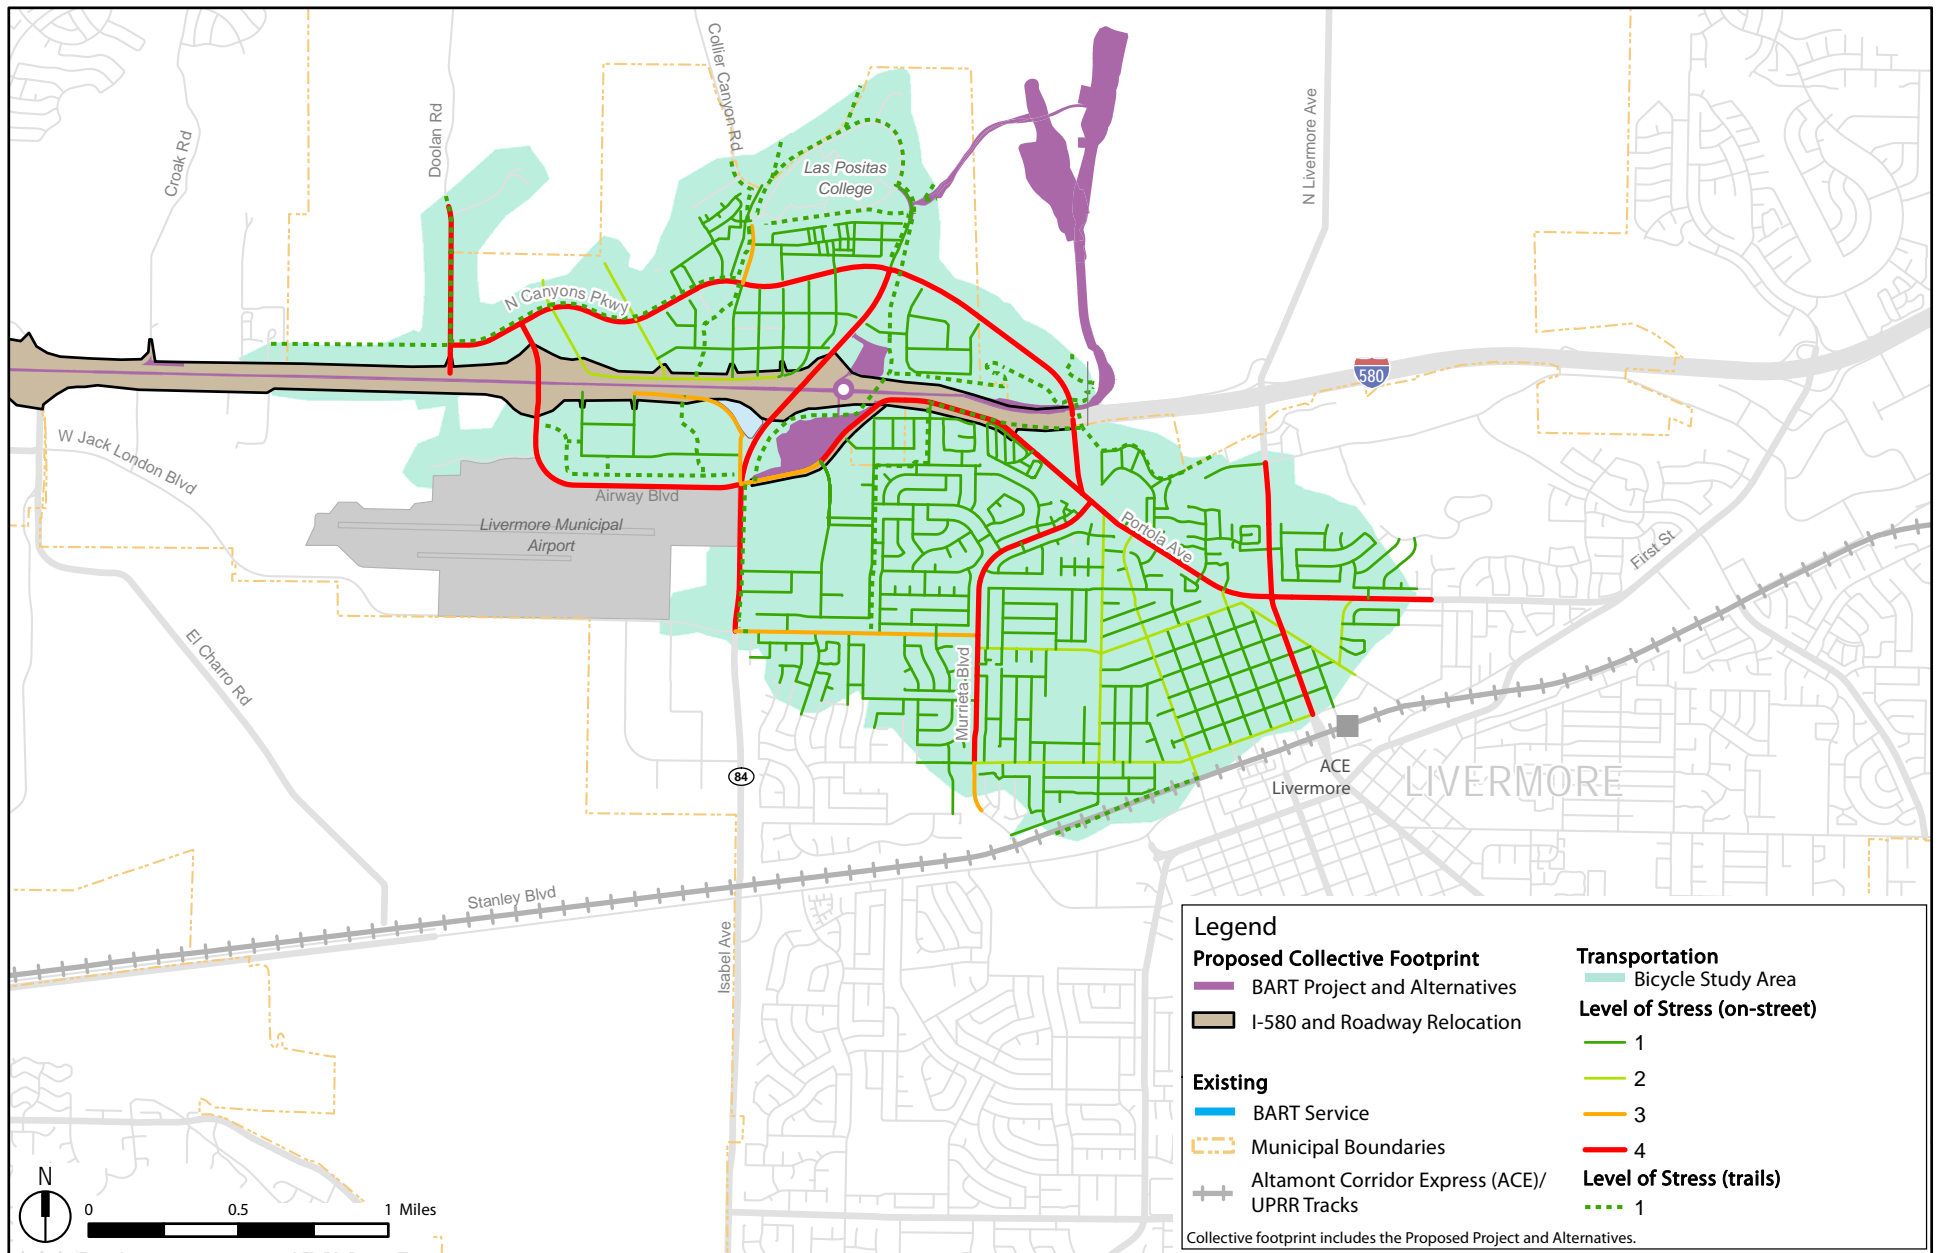 Collier Canyon Rd
Doolan Rd
Croak Rd
N Livermore Ave
Las Positas
College
N Canyons Pkwy
580
W Jack London Blvd
Airway Blvd
Livermore Municipal
Airport
Portola Ave
First St
El Charro Rd
Murrieta Blvd
84
ACE
Livermore
LIVERMORE
Stanley Blvd
Isabel Ave
Legend
Proposed Collective Footprint
BART Project and Alternatives
I-580 and Roadway Relocation
Existing
BART Service
Municipal Boundaries
Altamont Corridor Express (ACE)/
UPRR Tracks
Transportation
Bicycle Study Area
Level of Stress (on-street)
1
2
3
4
Level of Stress (trails)
1
Collective footprint includes the Proposed Project and Alternatives.
N
0 0.5 1 Miles